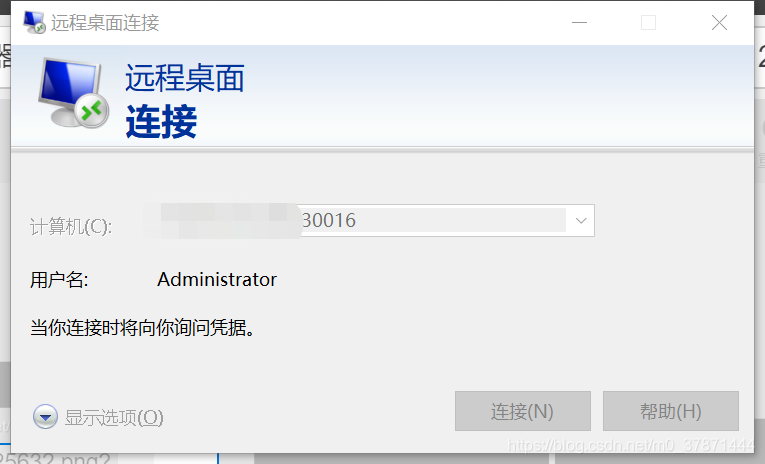 远程桌面连接
远程桌面
连接
计算机(C):
30016
用户名: Administrator
当你连接时将向你询问凭据。
显示选项(O)
连接(N)
帮助(H)
https://blog.csdn.net/m0_37871444
25632.png?